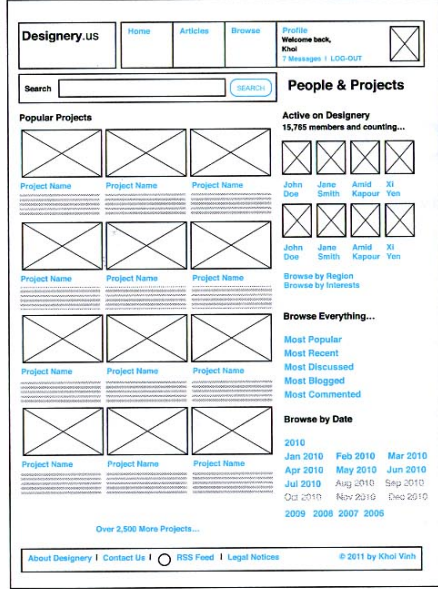 Designery.us
Home
Articles
Browse
Profile
Welcome back,
Khoi
7 Messages | LOG-OUT
Search
SEARCH
People & Projects
Popular Projects
Project Name Project Name Project Name
Project Name Project Name Project Name
Project Name Project Name Project Name
Project Name Project Name Project Name
Over 2,500 More Projects...
Active on Designery
15,765 members and counting...
John Jane Amid Xi
Doe Smith Kapour Yen
John Jane Amid Xi
Doe Smith Kapour Yen
Browse by Region
Browse by Interests
Browse Everything...
Most Popular
Most Recent
Most Discussed
Most Blogged
Most Commented
Browse by Date
2010
Jan 2010 Feb 2010 Mar 2010
Apr 2010 May 2010 Jun 2010
Jul 2010 Aug 2010 Sep 2010
Oct 2010 Nov 2010 Dec 2010
2009 2008 2007 2006
About Designery | Contact Us | RSS Feed | Legal Notices
© 2011 by Khoi Vinh